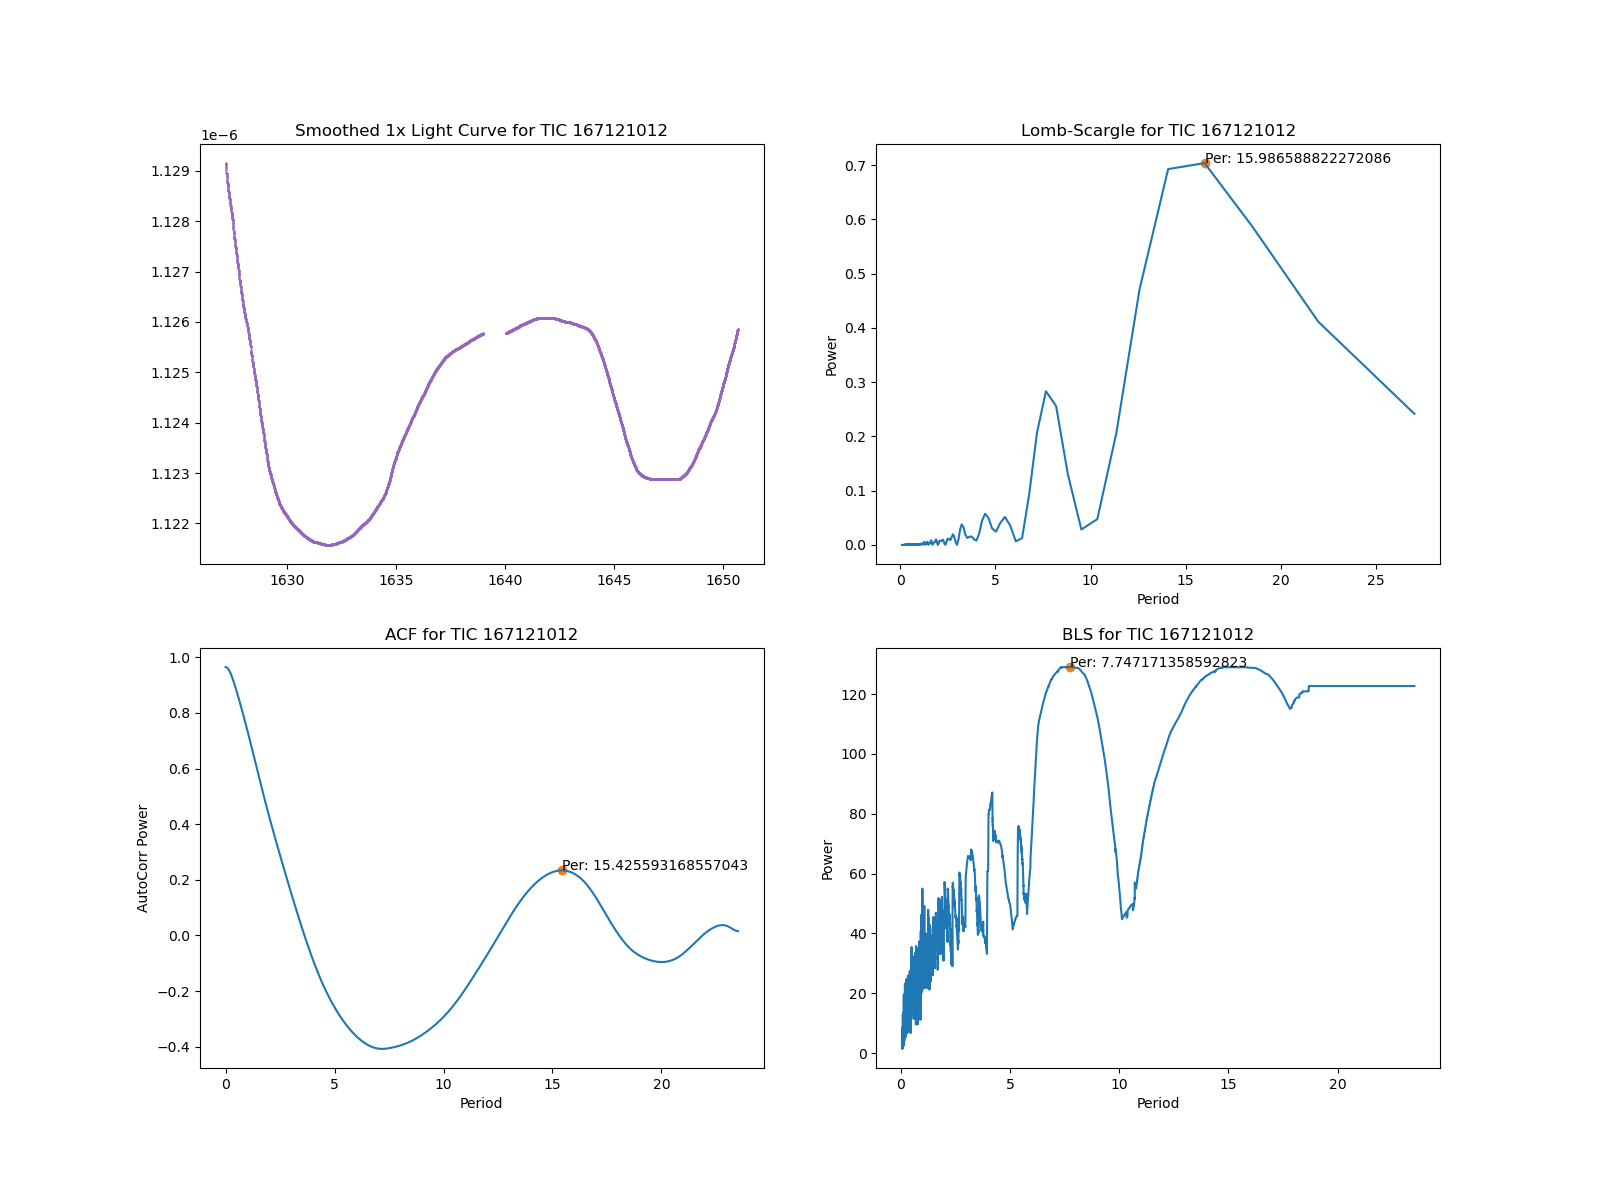 Smoothed 1x Light Curve for TIC 167121012
1e−6
1.129
1.128
1.127
1.126
1.125
1.124
1.123
1.122
1630 1635 1640 1645 1650
Lomb-Scargle for TIC 167121012
Per: 15.986588822272086
Power
0.7
0.6
0.5
0.4
0.3
0.2
0.1
0.0
0 5 10 15 20 25
Period
ACF for TIC 167121012
Per: 15.425593168557043
AutoCorr Power
1.0
0.8
0.6
0.4
0.2
0.0
−0.2
−0.4
0 5 10 15 20
Period
BLS for TIC 167121012
Per: 7.747171358592823
Power
120
100
80
60
40
20
0
0 5 10 15 20
Period